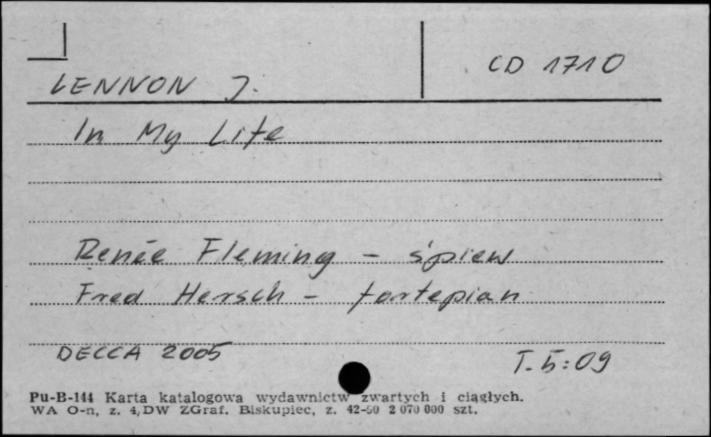 CD 1710
LENNON J.
In My Life
Renée Fleming - śpiew
Fred Hersch - fortepian
DECCA 2005
T. 5:09
Pu-B-144 Karta katalogowa wydawnictw zwartych i ciągłych.
WA O-n, z. 4, DW ZGraf. Biskupiec, z. 42-50 2 070 000 szt.